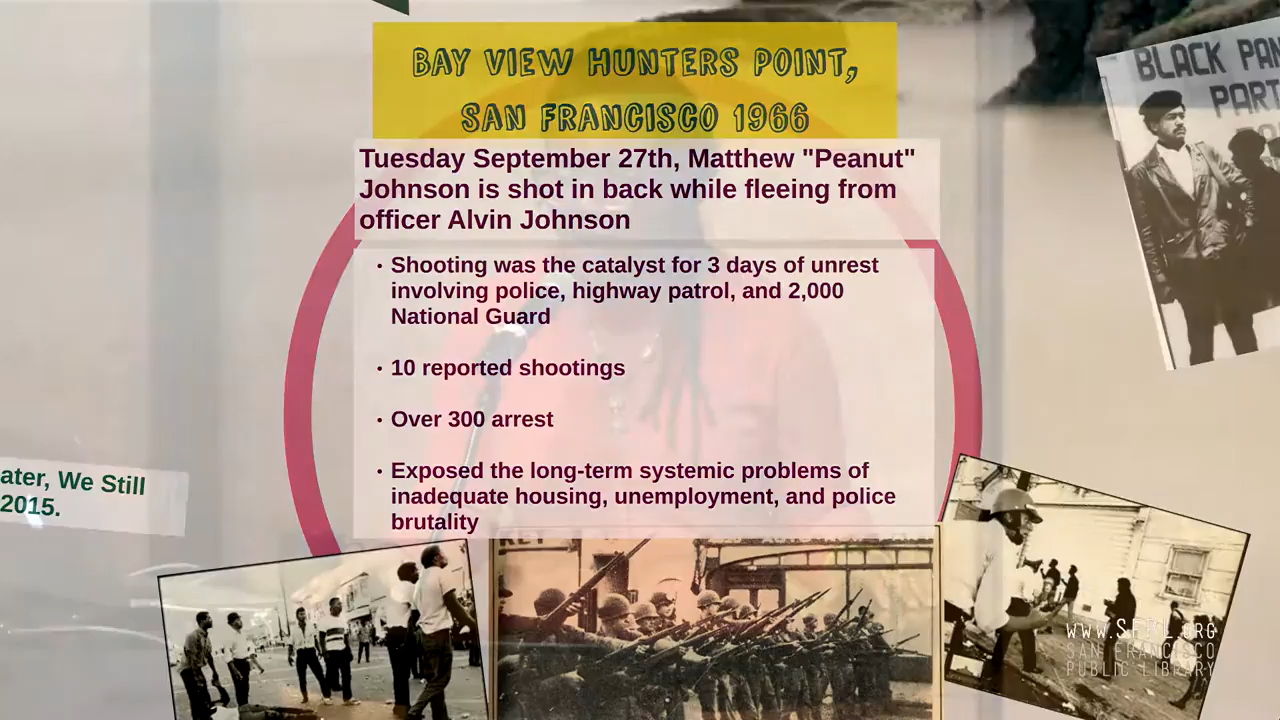 BAY VIEW HUNTERS POINT,
SAN FRANCISCO 1966
Tuesday September 27th, Matthew "Peanut"
Johnson is shot in back while fleeing from
officer Alvin Johnson
• Shooting was the catalyst for 3 days of unrest
involving police, highway patrol, and 2,000
National Guard
• 10 reported shootings
• Over 300 arrest
• Exposed the long-term systemic problems of
inadequate housing, unemployment, and police
brutality
BLACK PAN
PART
ater, We Still
2015.
www.SFPL.org
SAN FRANCISCO
PUBLIC LIBRARY